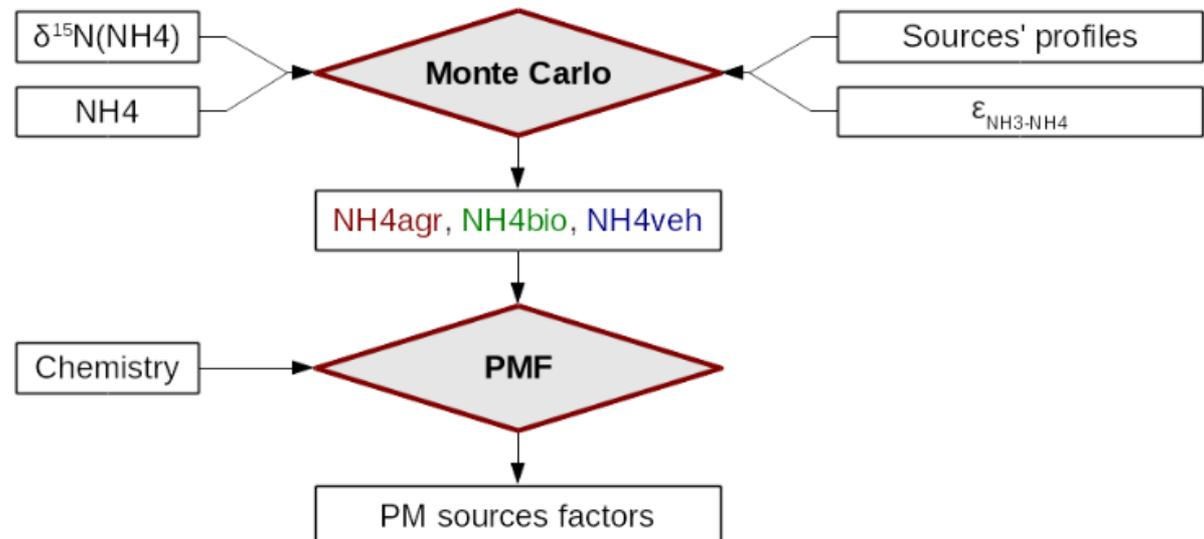 δ¹⁵N(NH4)
NH4
Monte Carlo
Sources' profiles
ε_NH3-NH4
NH4agr, NH4bio, NH4veh
Chemistry
PMF
PM sources factors